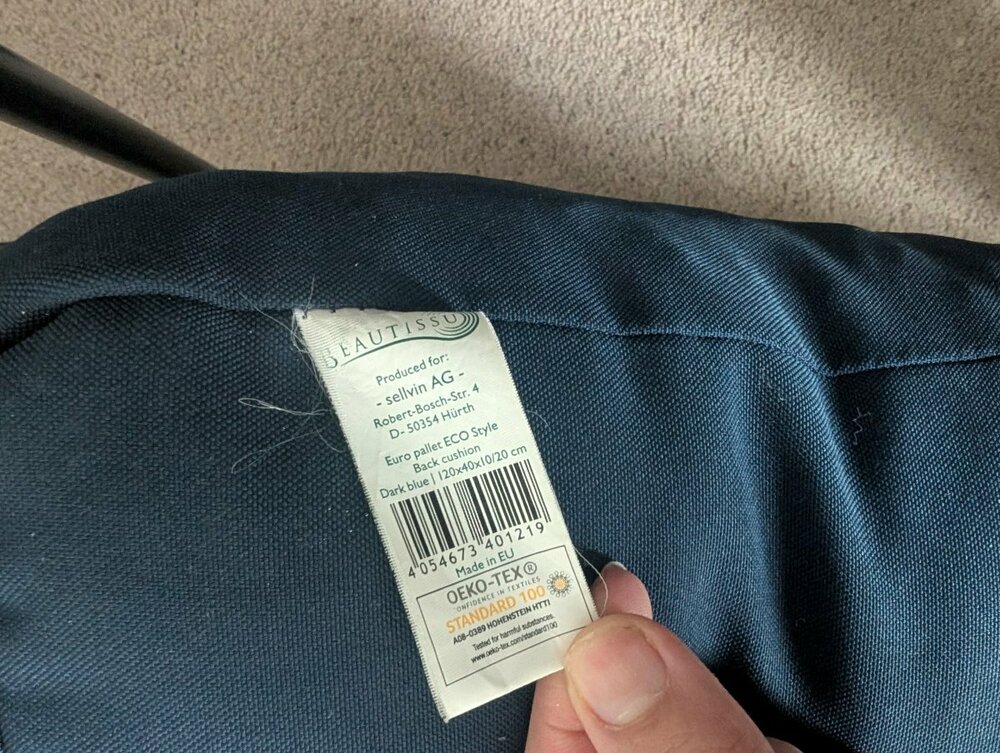 BEAUTISSU
Produced for:
- sellvin AG -
Robert-Bosch-Str. 4
D- 50354 Hürth
Euro pallet ECO Style
Back cushion
Dark blue | 120x40x10/20 cm
4 054673 401219
Made in EU
OEKO-TEX®
CONFIDENCE IN TEXTILES
STANDARD 100
A08-0389 HOHENSTEIN HTTI
Tested for harmful substances.
www.oeko-tex.com/standard100